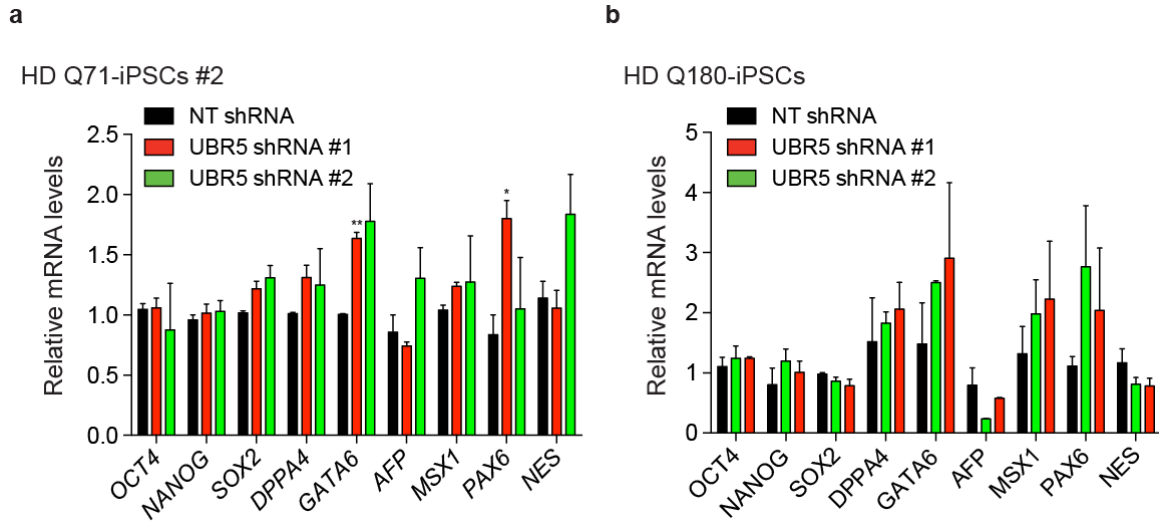 a
HD Q71-iPSCs #2
NT shRNA
UBR5 shRNA #1
UBR5 shRNA #2
Relative mRNA levels
2.5
2.0
1.5
1.0
0.5
0.0
**
*
OCT4
NANOG
SOX2
DPPA4
GATA6
AFP
MSX1
PAX6
NES
b
HD Q180-iPSCs
NT shRNA
UBR5 shRNA #1
UBR5 shRNA #2
Relative mRNA levels
5
4
3
2
1
0
OCT4
NANOG
SOX2
DPPA4
GATA6
AFP
MSX1
PAX6
NES